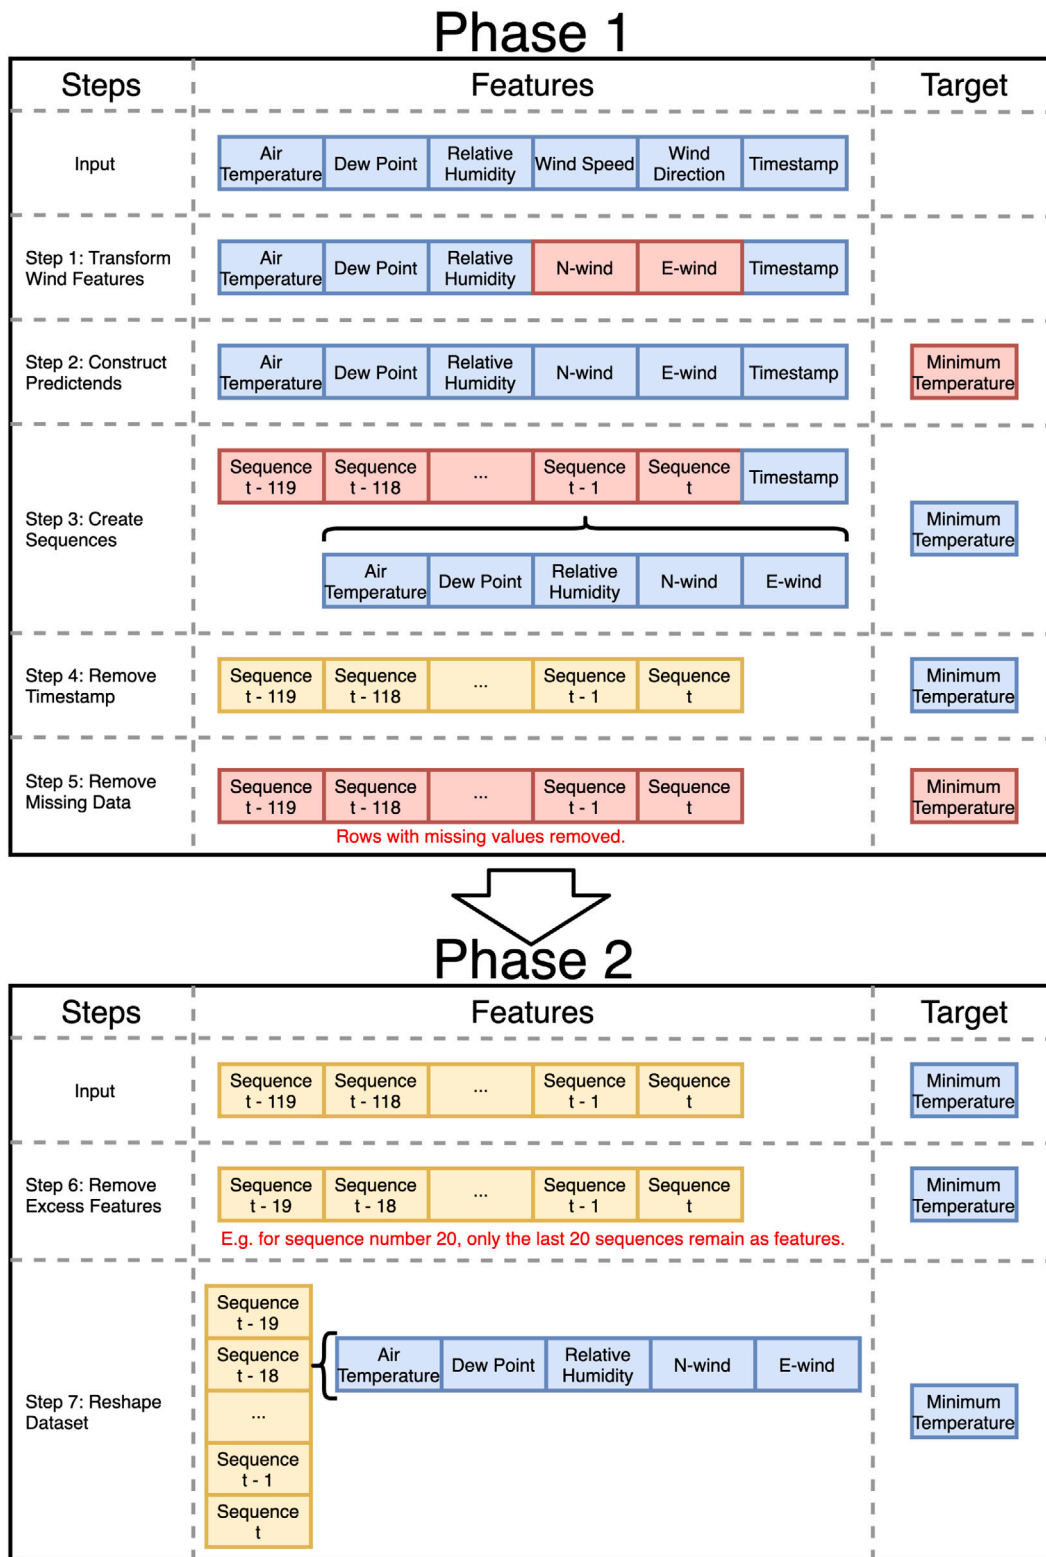 Phase 1
Steps
Features
Target
Input
Air
Temperature
Dew Point
Relative
Humidity
Wind Speed
Wind
Direction
Timestamp
Step 1: Transform
Wind Features
Air
Temperature
Dew Point
Relative
Humidity
N-wind
E-wind
Timestamp
Step 2: Construct
Predictends
Air
Temperature
Dew Point
Relative
Humidity
N-wind
E-wind
Timestamp
Minimum
Temperature
Step 3: Create
Sequences
Sequence
t - 119
Sequence
t - 118
...
Sequence
t - 1
Sequence
t
Timestamp
Air
Temperature
Dew Point
Relative
Humidity
N-wind
E-wind
Minimum
Temperature
Step 4: Remove
Timestamp
Sequence
t - 119
Sequence
t - 118
...
Sequence
t - 1
Sequence
t
Minimum
Temperature
Step 5: Remove
Missing Data
Sequence
t - 119
Sequence
t - 118
...
Sequence
t - 1
Sequence
t
Rows with missing values removed.
Minimum
Temperature
Phase 2
Steps
Features
Target
Input
Sequence
t - 119
Sequence
t - 118
...
Sequence
t - 1
Sequence
t
Minimum
Temperature
Step 6: Remove
Excess Features
Sequence
t - 19
Sequence
t - 18
...
Sequence
t - 1
Sequence
t
E.g. for sequence number 20, only the last 20 sequences remain as features.
Minimum
Temperature
Step 7: Reshape
Dataset
Sequence
t - 19
Sequence
t - 18
...
Sequence
t - 1
Sequence
t
Air
Temperature
Dew Point
Relative
Humidity
N-wind
E-wind
Minimum
Temperature